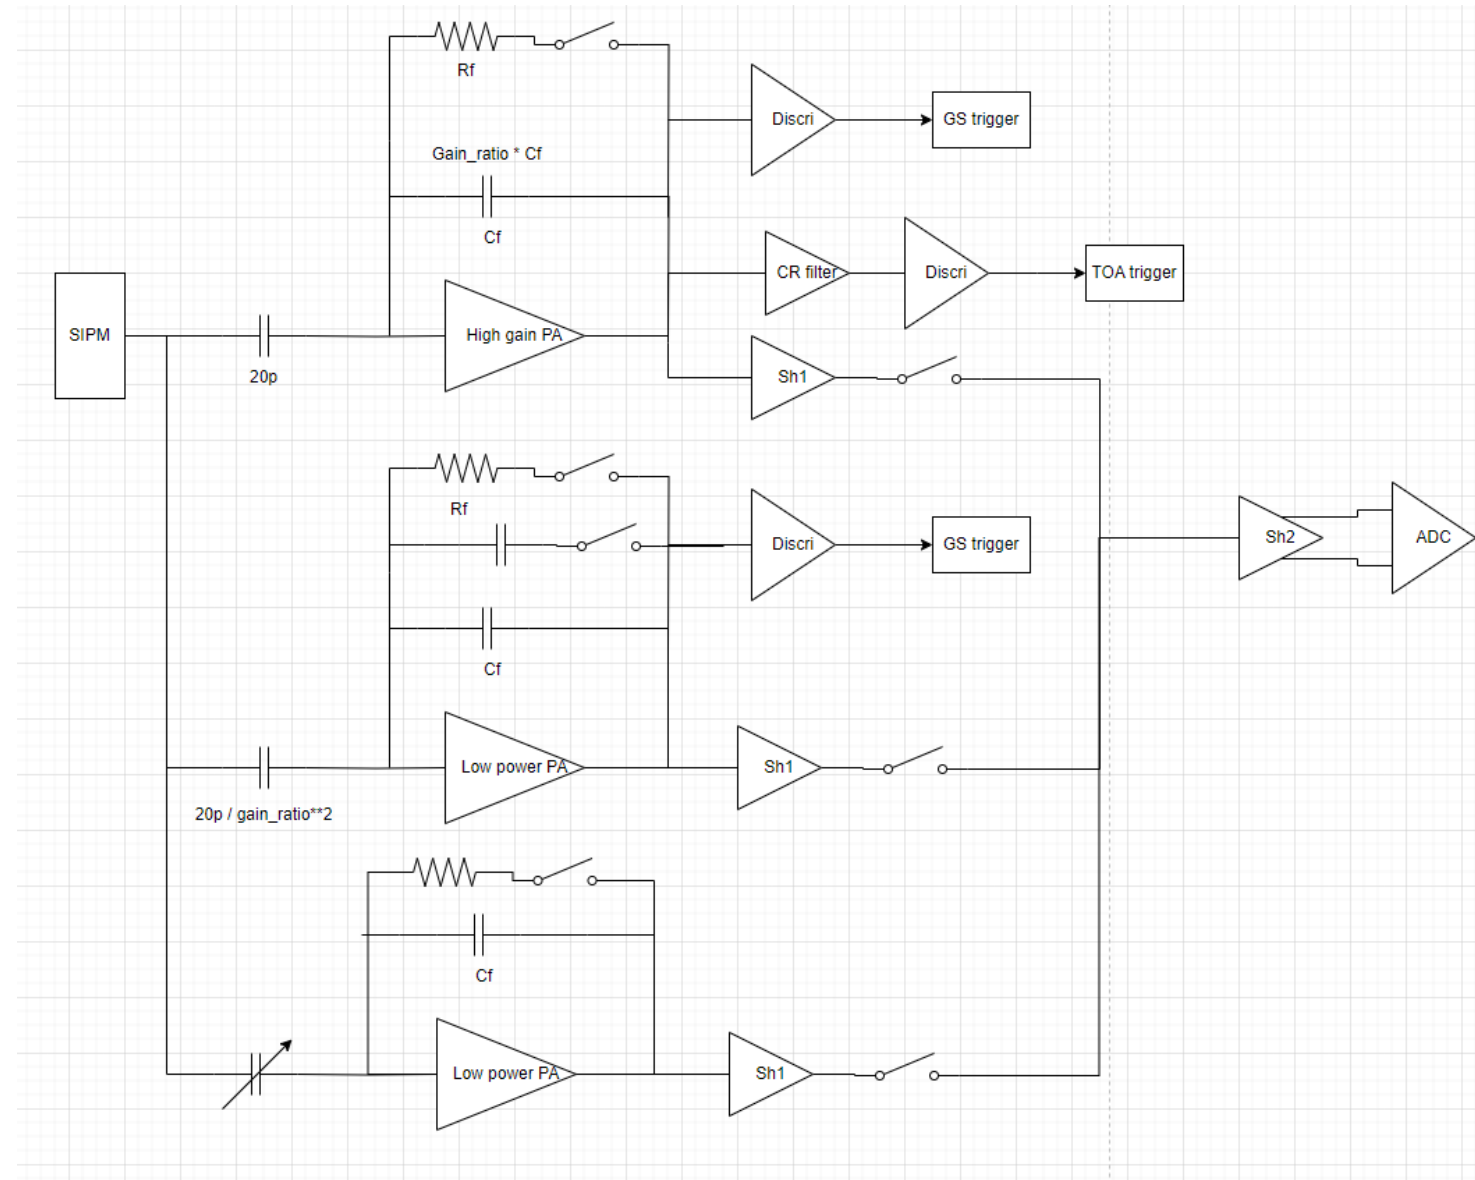 Rf
Discri
GS trigger
Gain_ratio * Cf
Cf
CR filter
Discri
TOA trigger
SIPM
High gain PA
20p
Sh1
Rf
Discri
GS trigger
Sh2
ADC
Cf
Low power PA
Sh1
20p / gain_ratio**2
Cf
Low power PA
Sh1